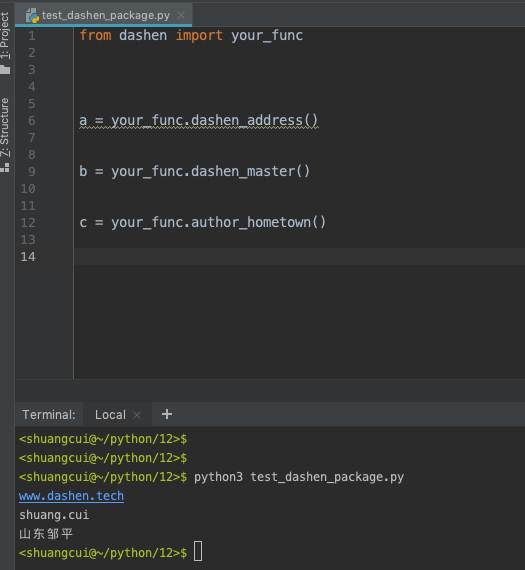 test_dashen_package.py
1: Project
7: Structure
1 from dashen import your_func
2
3
4
5
6 a = your_func.dashen_address()
7
8
9 b = your_func.dashen_master()
10
11
12 c = your_func.author_hometown()
13
14
Terminal: Local × +
<shuangcui@~/python/12>$
<shuangcui@~/python/12>$
<shuangcui@~/python/12>$ python3 test_dashen_package.py
www.dashen.tech
shuang.cui
山东邹平
<shuangcui@~/python/12>$